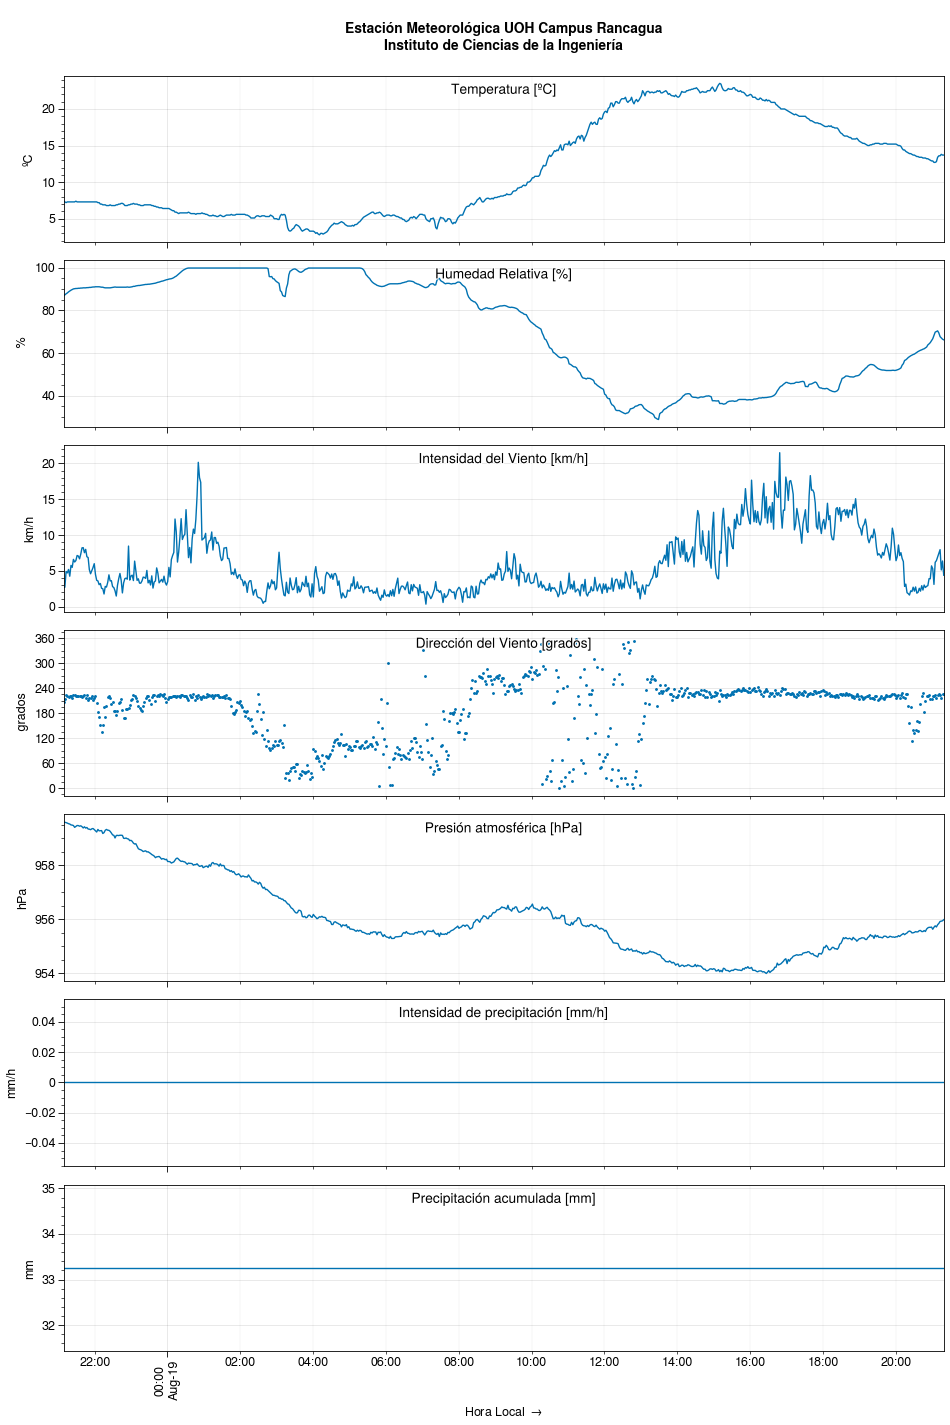 Estación Meteorológica UOH Campus Rancagua
Instituto de Ciencias de la Ingeniería
Temperatura [ºC]
ºC
20
15
10
5
Humedad Relativa [%]
%
100
80
60
40
Intensidad del Viento [km/h]
km/h
20
15
10
5
0
Dirección del Viento [grados]
grados
360
300
240
180
120
60
0
Presión atmosférica [hPa]
hPa
958
956
954
Intensidad de precipitación [mm/h]
mm/h
0.04
0.02
0
−0.02
−0.04
Precipitación acumulada [mm]
mm
35
34
33
32
22:00
00:00
Aug-19
02:00
04:00
06:00
08:00
10:00
12:00
14:00
16:00
18:00
20:00
Hora Local →